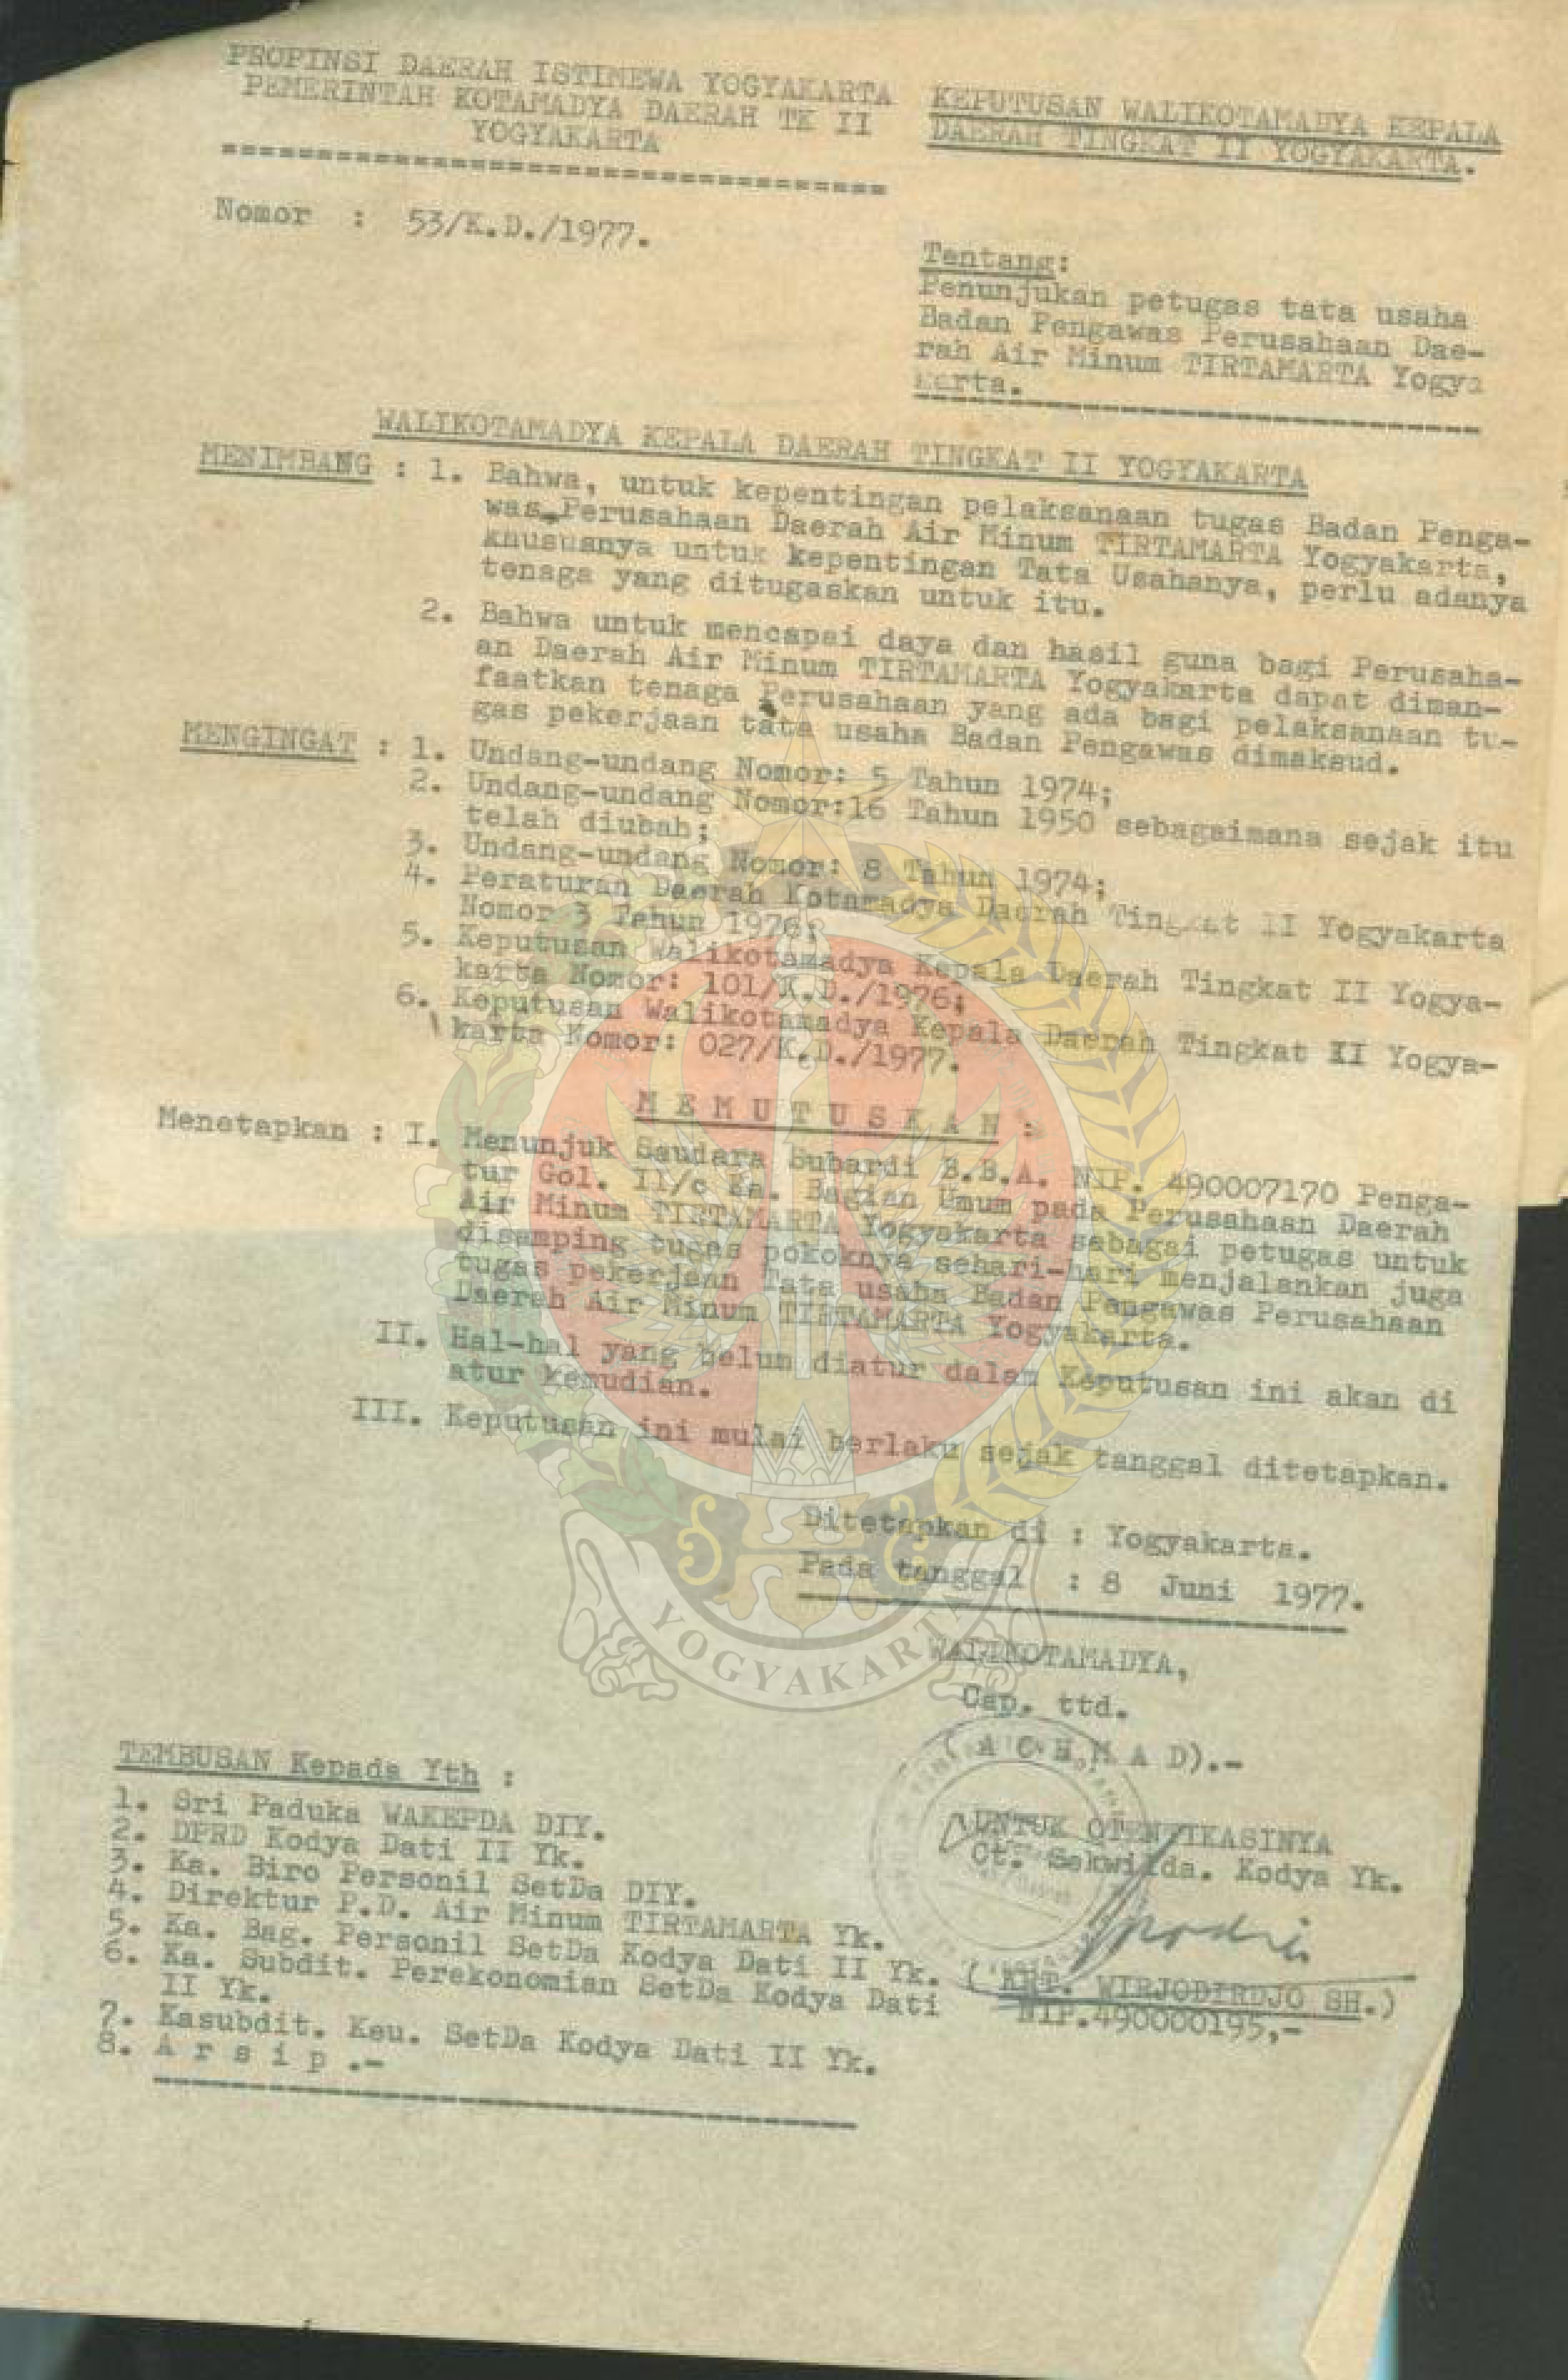 PROPINSI DAERAH ISTIMEWA YOGYAKARTA
PEMERINTAH KOTAMADYA DAERAH TK II
YOGYAKARTA
Nomor : 53/K.D./1977.
KEPUTUSAN WALIKOTAMADYA KEPALA
DAERAH TINGKAT II YOGYAKARTA.
Tentang:
Penunjukan petugas tata usaha
Badan Pengawas Perusahaan Dae-
rah Air Minum TIRTAMARTA Yogya
karta.
WALIKOTAMADYA KEPALA DAERAH TINGKAT II YOGYAKARTA
MENIMBANG : 1. Bahwa, untuk kepentingan pelaksanaan tugas Badan Penga-
was Perusahaan Daerah Air Minum TIRTAMARTA Yogyakarta,
khususnya untuk kepentingan Tata Usahanya, perlu adanya
tenaga yang ditugaskan untuk itu.
2. Bahwa untuk mencapai daya dan hasil guna bagi Perusaha-
an Daerah Air Minum TIRTAMARTA Yogyakarta dapat diman-
faatkan tenaga Perusahaan yang ada bagi pelaksanaan tu-
gas pekerjaan tata usaha Badan Pengawas dimaksud.
MENGINGAT : 1. Undang-undang Nomor: 5 Tahun 1974;
2. Undang-undang Nomor:16 Tahun 1950 sebagaimana sejak itu
telah diubah;
3. Undang-undang Nomor: 8 Tahun 1974;
4. Peraturan Daerah Kotamadya Daerah Tingkat II Yogyakarta
Nomor 3 Tahun 1976;
5. Keputusan Walikotamadya Kepala Daerah Tingkat II Yogya-
karta Nomor: 101/K.D./1976;
6. Keputusan Walikotamadya Kepala Daerah Tingkat II Yogya-
karta Nomor: 027/K.D./1977.
M E M U T U S K A N :
Menetapkan : I. Menunjuk Saudara Subardi B.B.A. NIP. 490007170 Penga-
tur Gol. II/c Ka. Bagian Umum pada Perusahaan Daerah
Air Minum TIRTAMARTA Yogyakarta sebagai petugas untuk
disamping tugas pokoknya sehari-hari menjalankan juga
tugas pekerjaan Tata usaha Badan Pengawas Perusahaan
Daerah Air Minum TIRTAMARTA Yogyakarta.
II. Hal-hal yang belum diatur dalam Keputusan ini akan di
atur kemudian.
III. Keputusan ini mulai berlaku sejak tanggal ditetapkan.
Ditetapkan di : Yogyakarta.
Pada tanggal : 8 Juni 1977.
YOGYAKARTA
WALIKOTAMADYA,
Cap. ttd.
( A C H M A D).-
UNTUK OTENTIKASINYA
Ct. Sekwilda. Kodya Yk.
( KRT. WIRJODIRDJO SH.)
NIP.490000195,-
TEMBUSAN Kepada Yth :
1. Sri Paduka WAKEPDA DIY.
2. DPRD Kodya Dati II Yk.
3. Ka. Biro Personil SetDa DIY.
4. Direktur P.D. Air Minum TIRTAMARTA Yk.
5. Ka. Bag. Personil SetDa Kodya Dati II Yk.
6. Ka. Subdit. Perekonomian SetDa Kodya Dati
II Yk.
7. Kasubdit. Keu. SetDa Kodya Dati II Yk.
8. A r s i p .-